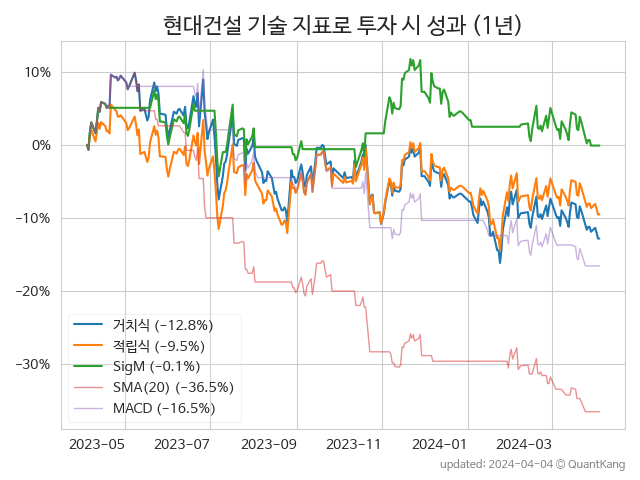 현대건설 기술 지표로 투자 시 성과 (1년)
10%
0%
−10%
−20%
−30%
거치식 (−12.8%)
적립식 (−9.5%)
SigM (−0.1%)
SMA(20) (−36.5%)
MACD (−16.5%)
2023−05
2023−07
2023−09
2023−11
2024−01
2024−03
updated: 2024−04−04 @ QuantKang